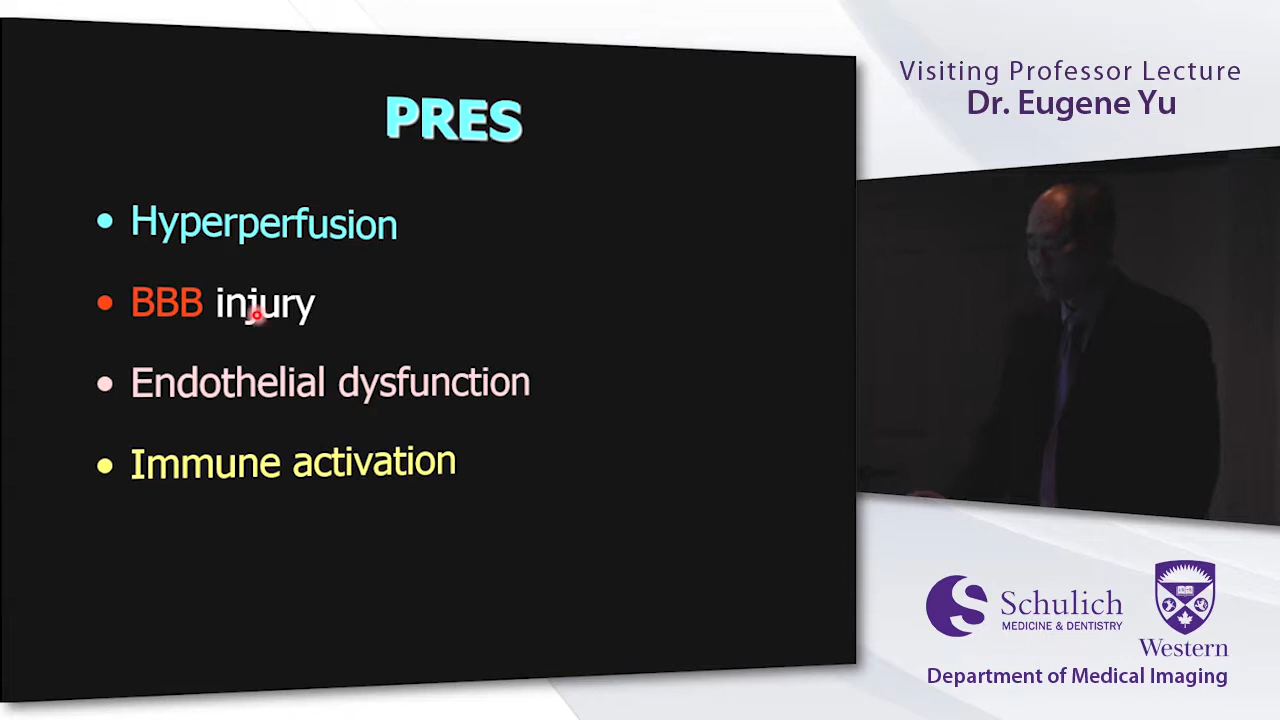 PRES
• Hyperperfusion
• BBB injury
• Endothelial dysfunction
• Immune activation
Visiting Professor Lecture
Dr. Eugene Yu
Schulich
MEDICINE & DENTISTRY
Western
Department of Medical Imaging